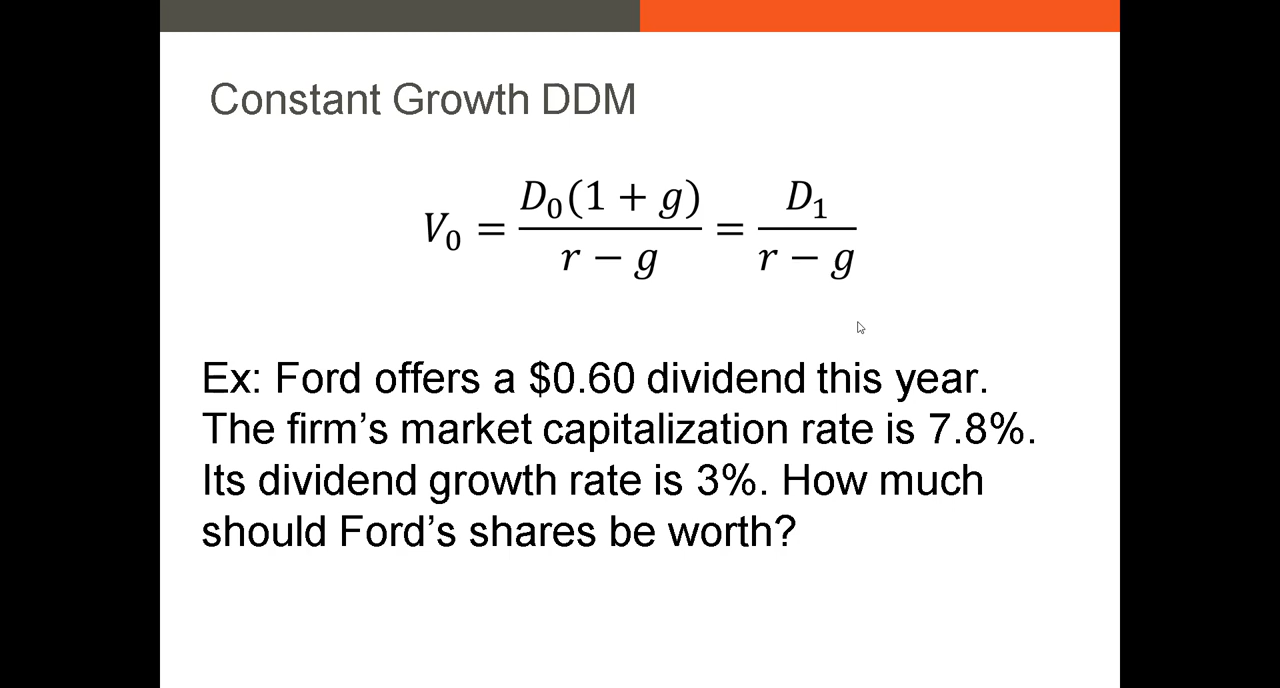 Constant Growth DDM
V₀ = D₀(1 + g) / r − g = D₁ / r − g
Ex: Ford offers a $0.60 dividend this year.
The firm’s market capitalization rate is 7.8%.
Its dividend growth rate is 3%. How much
should Ford’s shares be worth?